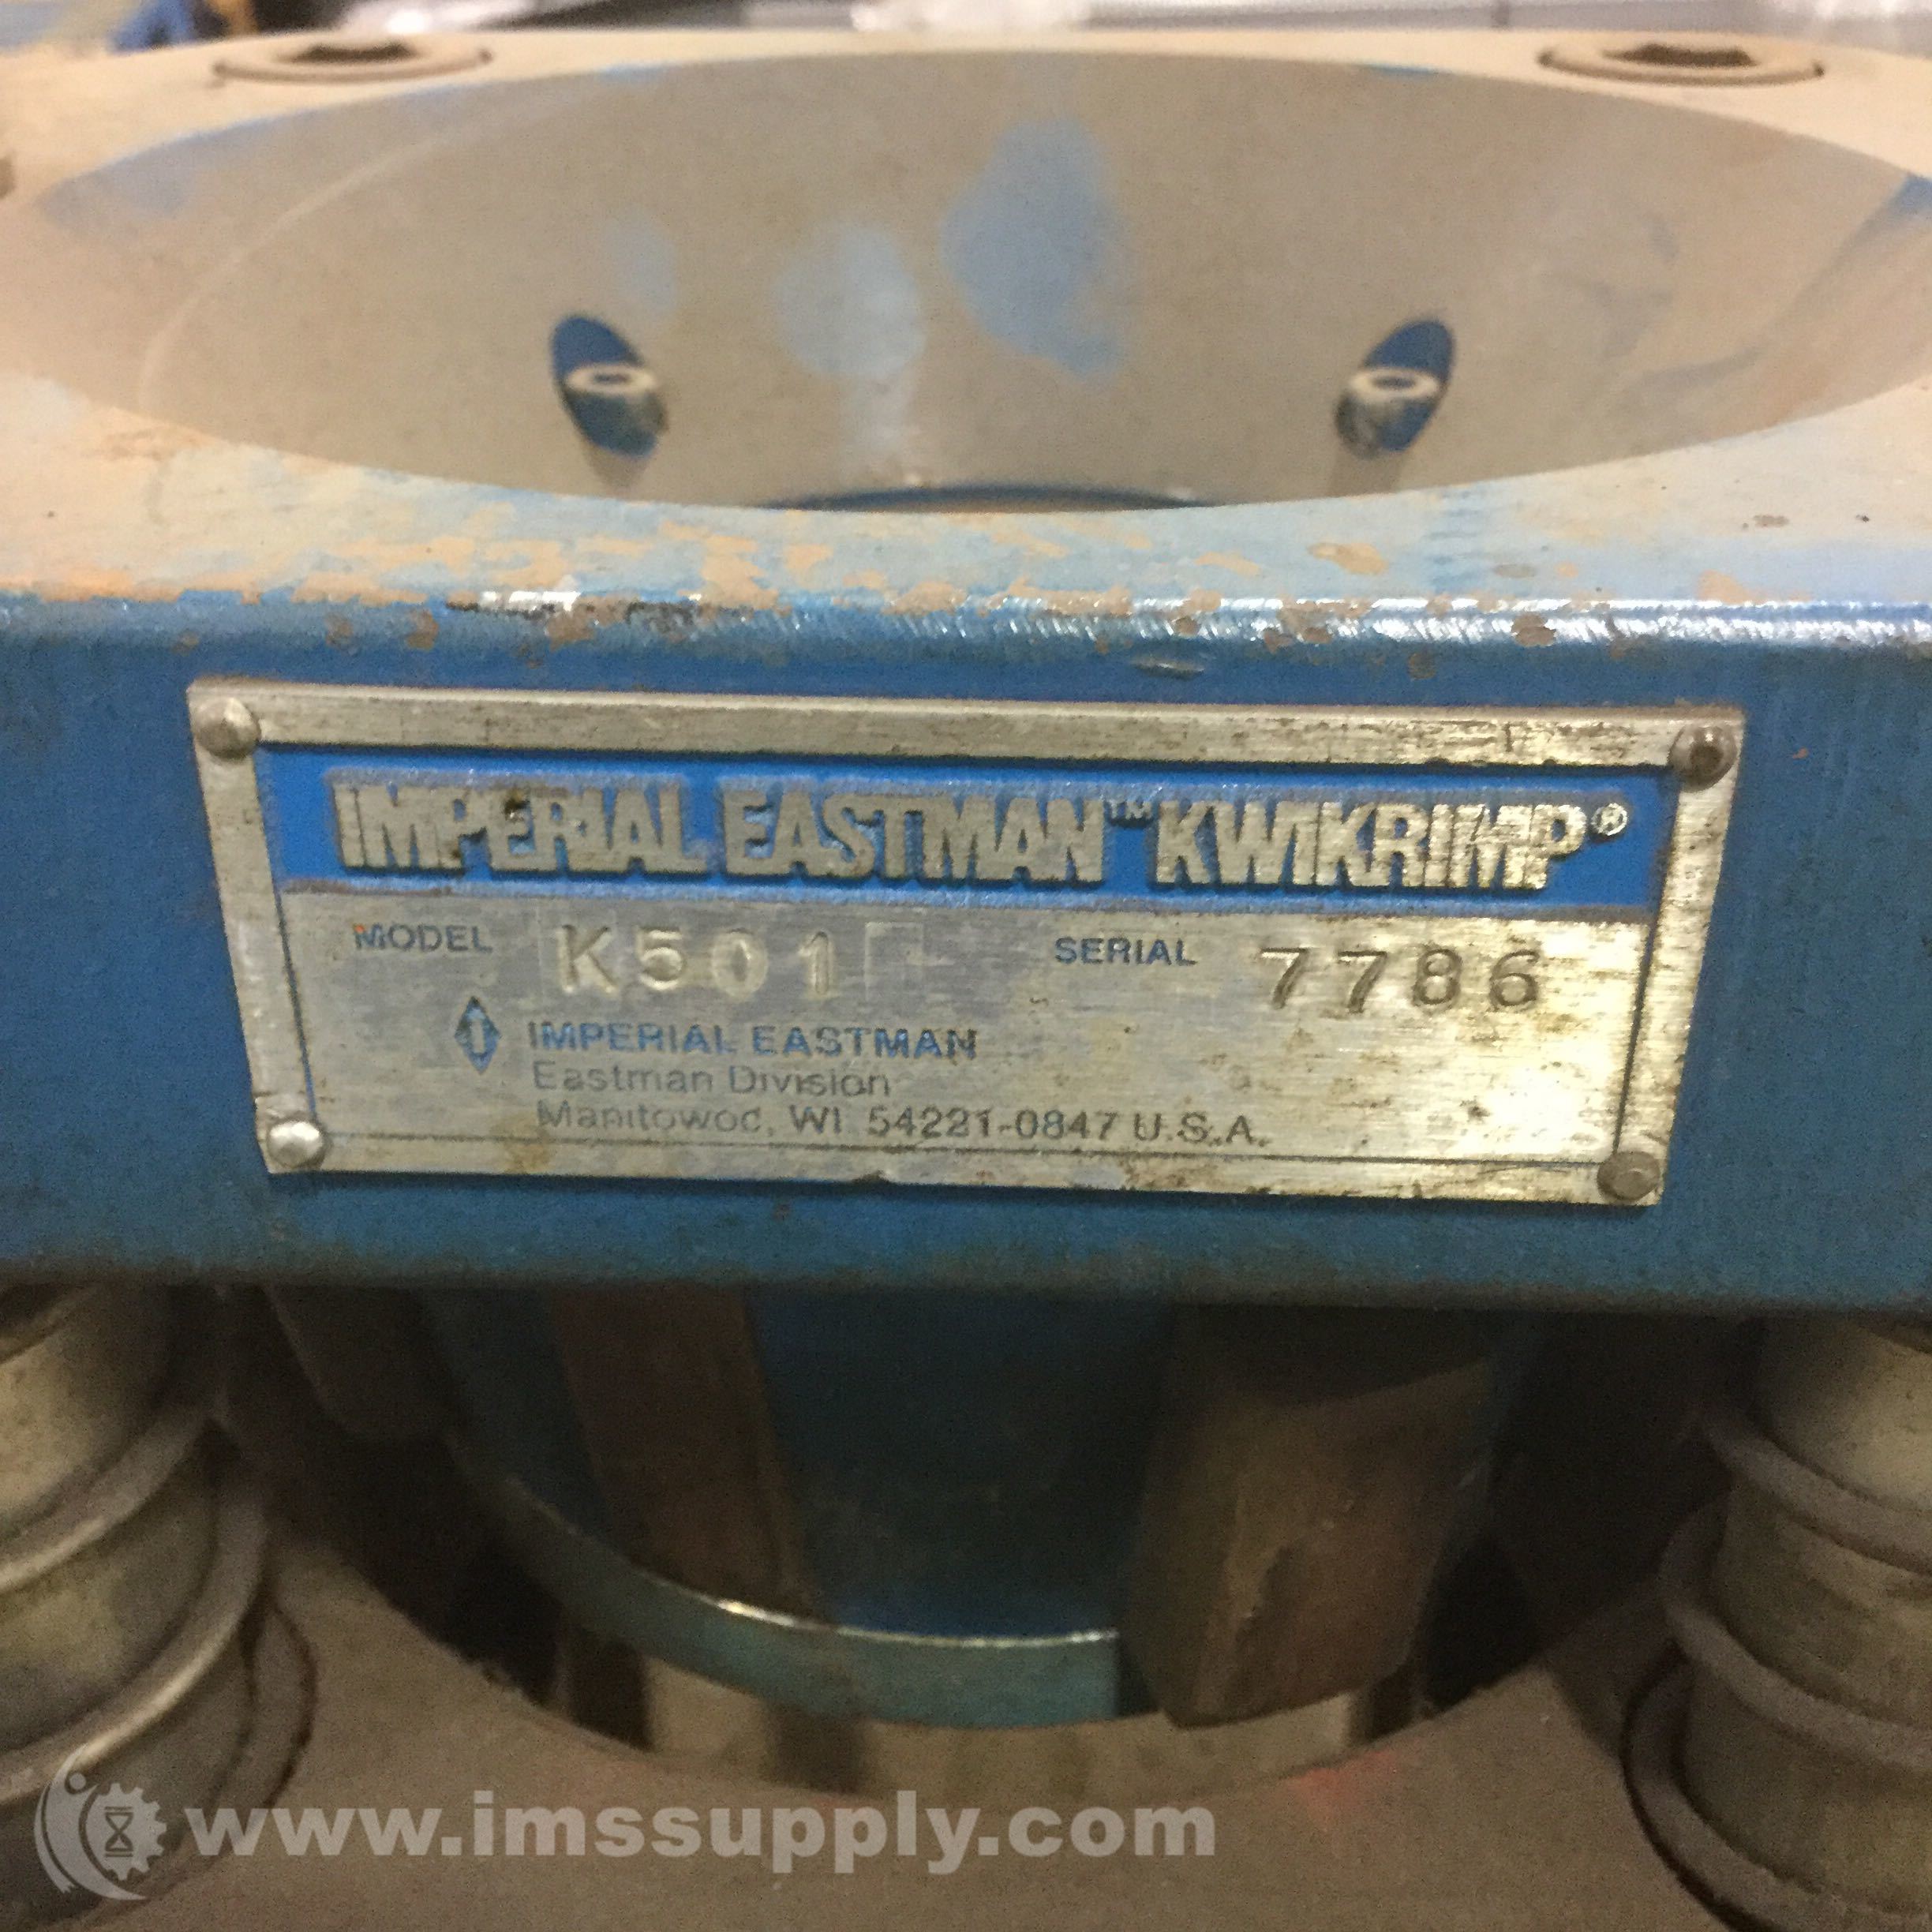 IMPERIAL EASTMAN™ KWIKRIMP®
MODEL K501 SERIAL 7786
IMPERIAL EASTMAN
Eastman Division
Manitowoc, WI 54221-0847 U.S.A.
www.imssupply.com